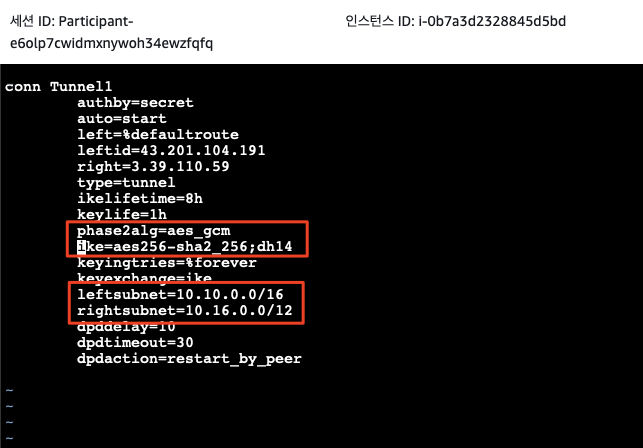 세션 ID: Participant-
e6olp7cwidmxnywoh34ewzfqfq
인스턴스 ID: i-0b7a3d2328845d5bd
conn Tunnel1
authby=secret
auto=start
left=%defaultroute
leftid=43.201.104.191
right=3.39.110.59
type=tunnel
ikelifetime=8h
keylife=1h
phase2alg=aes_gcm
ike=aes256-sha2_256;dh14
keyingtries=%forever
keyexchange=ike
leftsubnet=10.10.0.0/16
rightsubnet=10.16.0.0/12
dpddelay=10
dpdtimeout=30
dpdaction=restart_by_peer
~
~
~
~